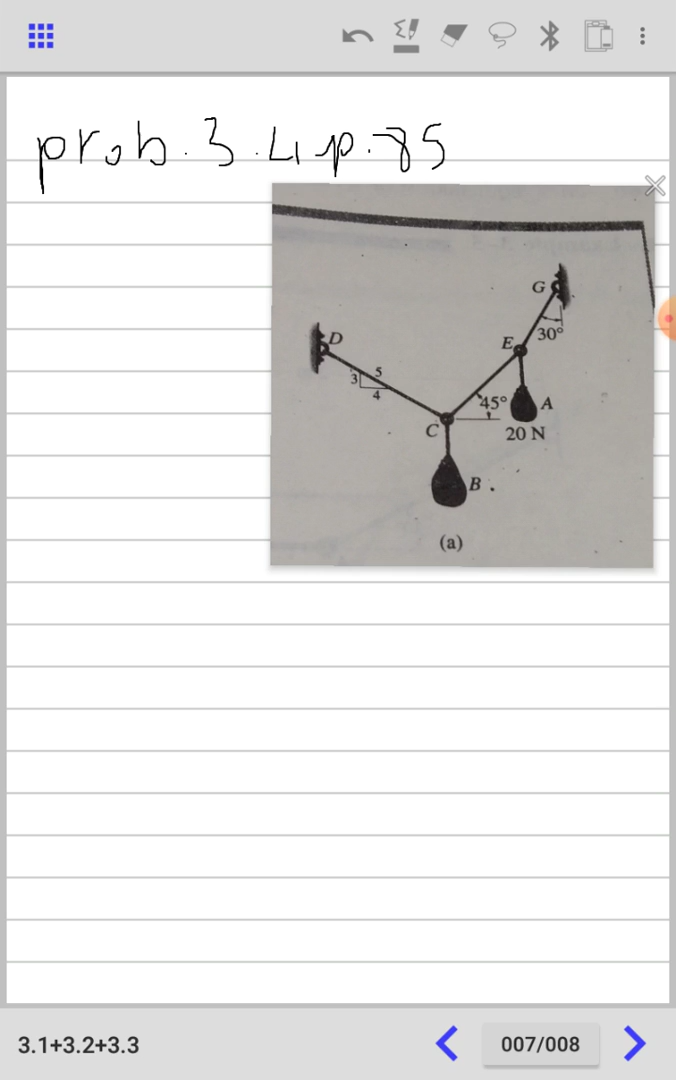 prob. 3.4 p. 85
D
G
30°
E
3
5
4
45°
A
20 N
C
B .
(a)
3.1+3.2+3.3
007/008